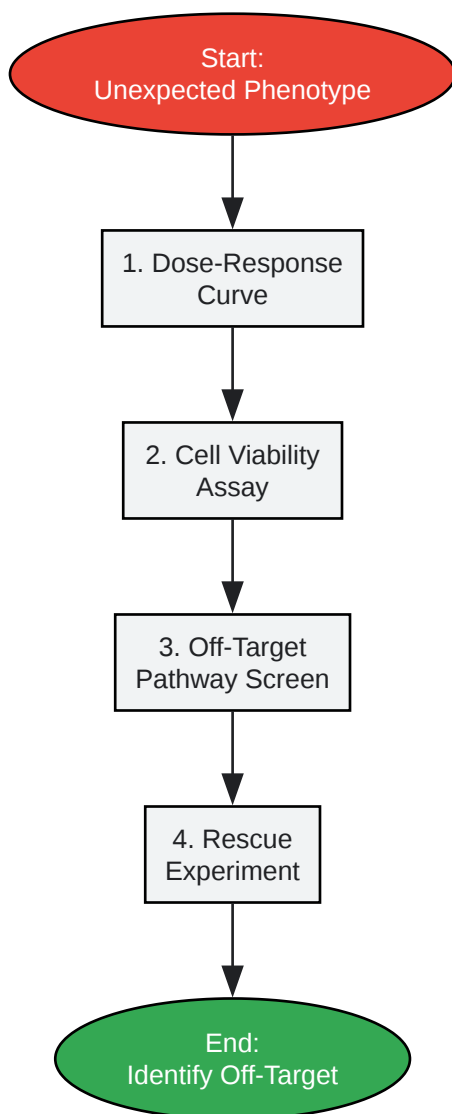 Start:
Unexpected Phenotype
1. Dose-Response
Curve
2. Cell Viability
Assay
3. Off-Target
Pathway Screen
4. Rescue
Experiment
End:
Identify Off-Target